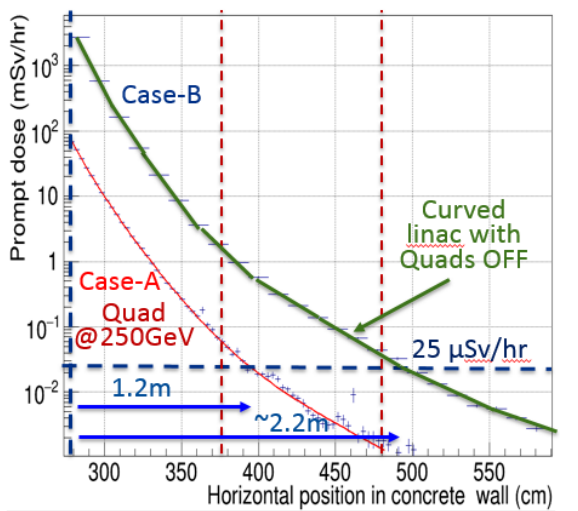 Prompt dose (mSv/hr)
10³
10²
10
1
10⁻¹
10⁻²
Case-B
Case-A
Quad
@250GeV
Curved
linac with
Quads OFF
25 µSv/hr
1.2m
~2.2m
300 350 400 450 500 550
Horizontal position in concrete wall (cm)